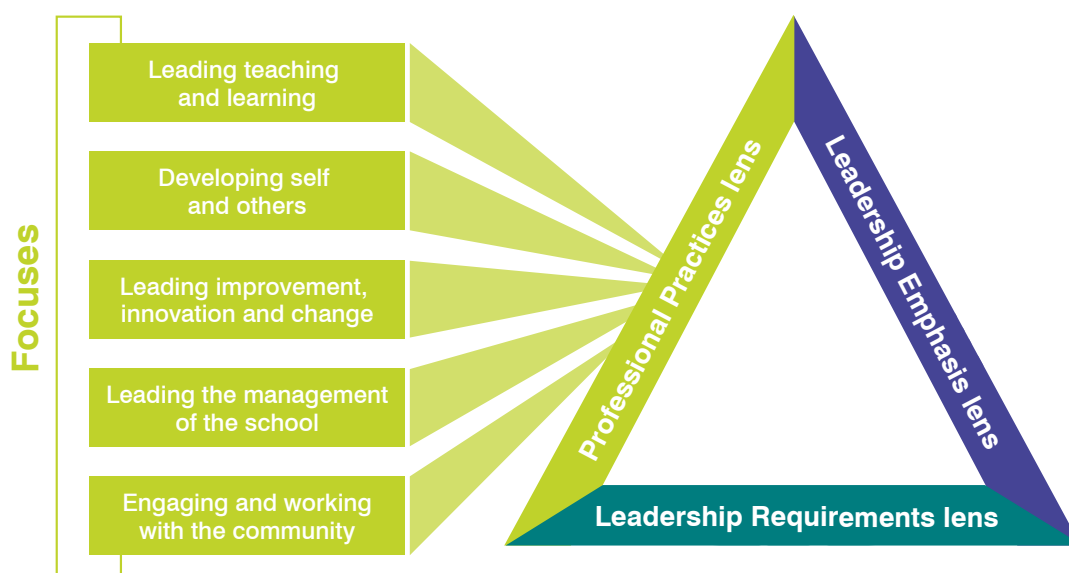 Focuses
Leading teaching
and learning
Developing self
and others
Leading improvement,
innovation and change
Leading the management
of the school
Engaging and working
with the community
Professional Practices lens
Leadership Emphasis lens
Leadership Requirements lens